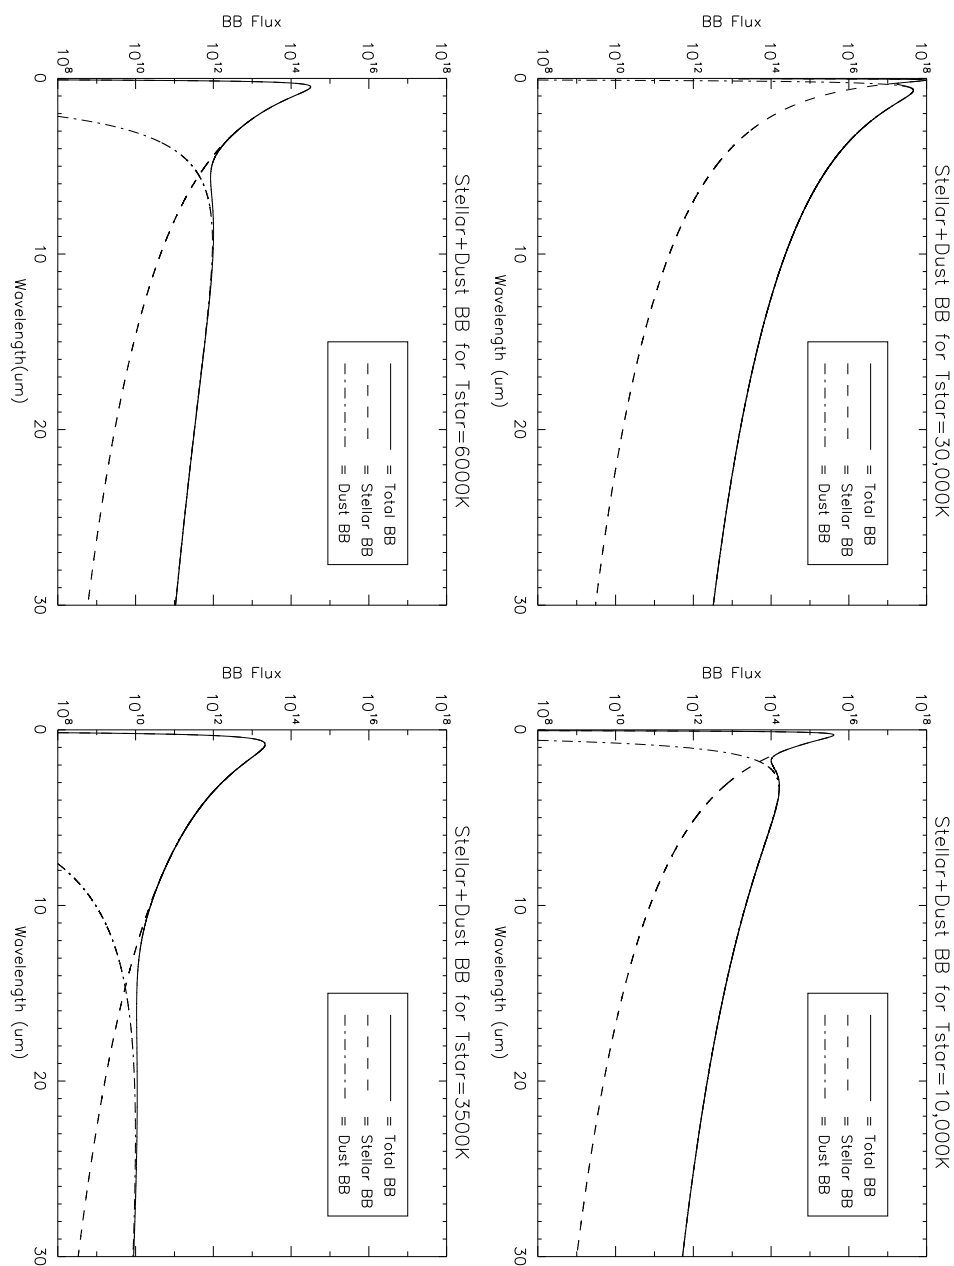 Stellar+Dust BB for Tstar=30,000K
BB Flux
10^18
10^16
10^14
10^12
10^10
10^8
= Total BB
= Stellar BB
= Dust BB
0 10 20 30
Wavelength (um)
Stellar+Dust BB for Tstar=10,000K
BB Flux
10^18
10^16
10^14
10^12
10^10
10^8
= Total BB
= Stellar BB
= Dust BB
0 10 20 30
Wavelength (um)
Stellar+Dust BB for Tstar=6000K
BB Flux
10^18
10^16
10^14
10^12
10^10
10^8
= Total BB
= Stellar BB
= Dust BB
0 10 20 30
Wavelength(um)
Stellar+Dust BB for Tstar=3500K
BB Flux
10^18
10^16
10^14
10^12
10^10
10^8
= Total BB
= Stellar BB
= Dust BB
0 10 20 30
Wavelength (um)